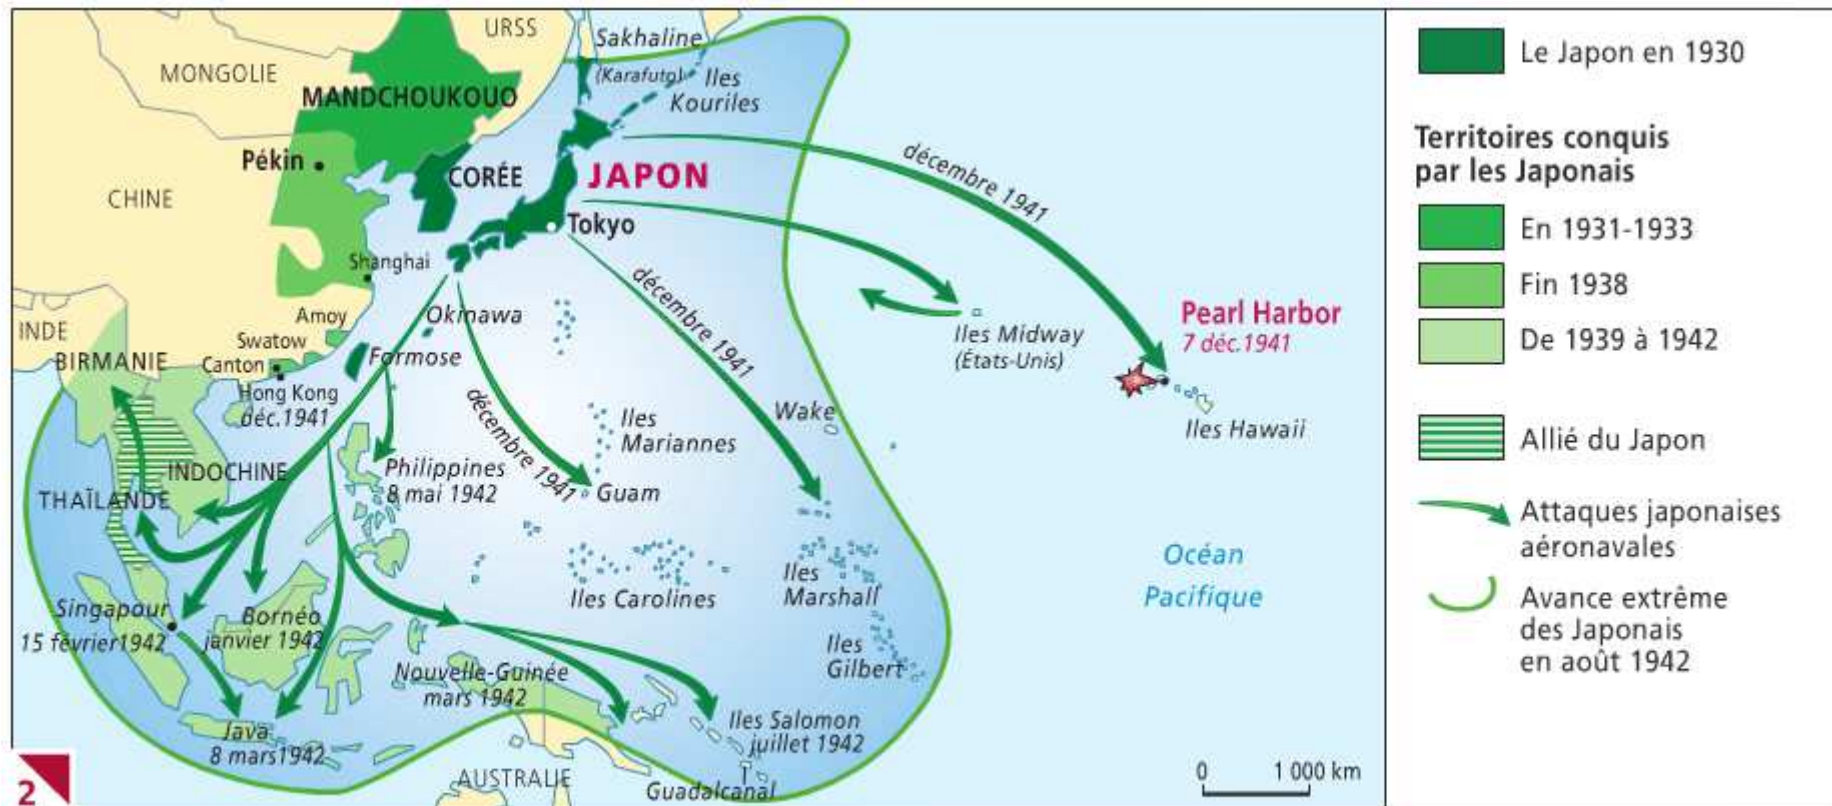 URSS
Sakhaline
(Karafuto)
Iles
Kouriles
MONGOLIE
MANDCHOUKOUO
Pékin
CORÉE
JAPON
CHINE
Tokyo
Shanghai
décembre 1941
décembre 1941
décembre 1941
Okinawa
Amoy
INDE
Swatow
BIRMANIE
Canton
Formose
Hong Kong
déc.1941
Iles Midway
(États-Unis)
Pearl Harbor
7 déc.1941
Iles Hawaii
Wake
Iles
Mariannes
INDOCHINE
Philippines
8 mai 1942
Guam
THAÏLANDE
Océan
Pacifique
Iles Carolines
Iles
Marshall
Singapour
15 février1942
Bornéo
janvier 1942
Iles
Gilbert
Nouvelle-Guinée
mars 1942
Java
8 mars1942
Iles Salomon
juillet 1942
AUSTRALIE
Guadalcanal
0 1 000 km
2
Le Japon en 1930
Territoires conquis
par les Japonais
En 1931-1933
Fin 1938
De 1939 à 1942
Allié du Japon
Attaques japonaises
aéronavales
Avance extrême
des Japonais
en août 1942